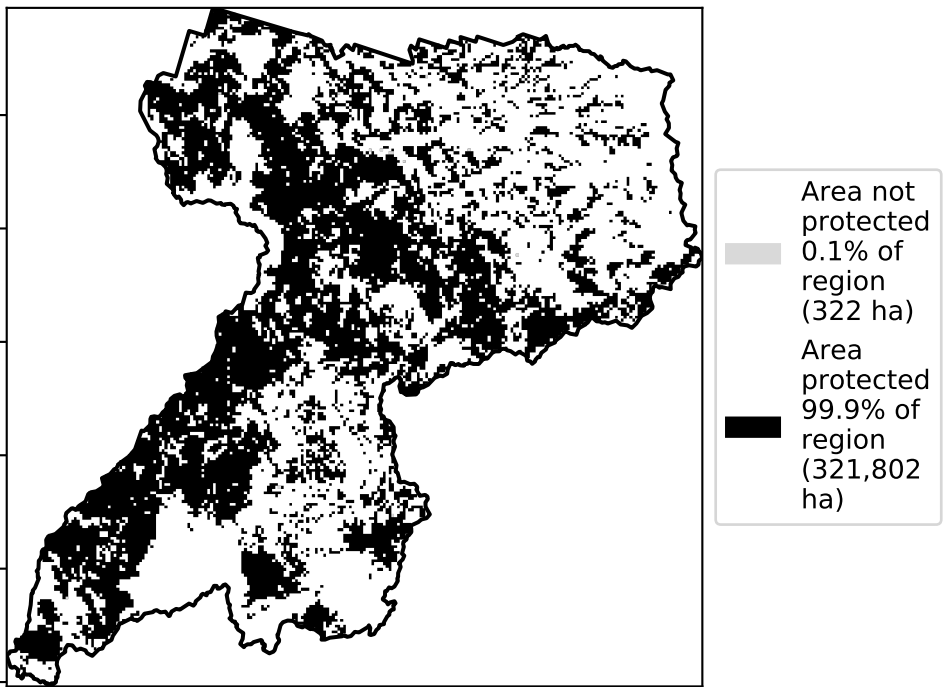 Area not
protected
0.1% of
region
(322 ha)
Area
protected
99.9% of
region
(321,802
ha)